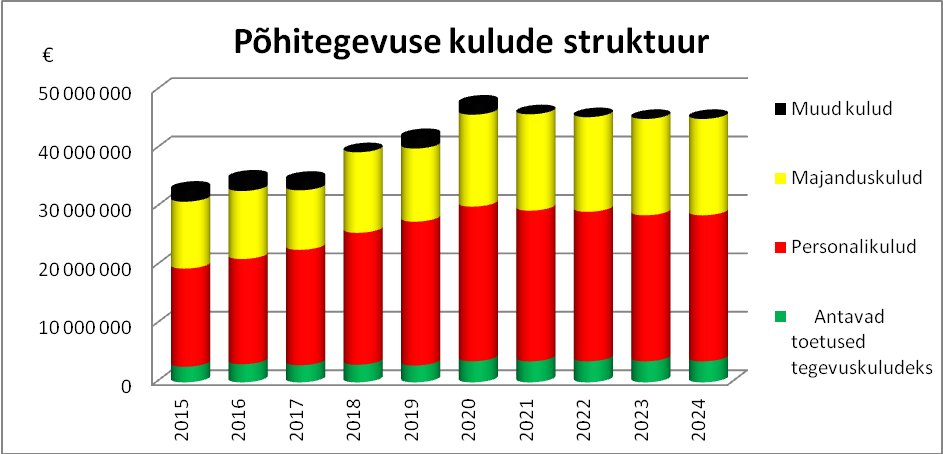 Põhitegevuse kulude struktuur
€
50 000 000
40 000 000
30 000 000
20 000 000
10 000 000
0
2015
2016
2017
2018
2019
2020
2021
2022
2023
2024
Muud kulud
Majanduskulud
Personalikulud
Antavad
toetused
tegevuskuludeks